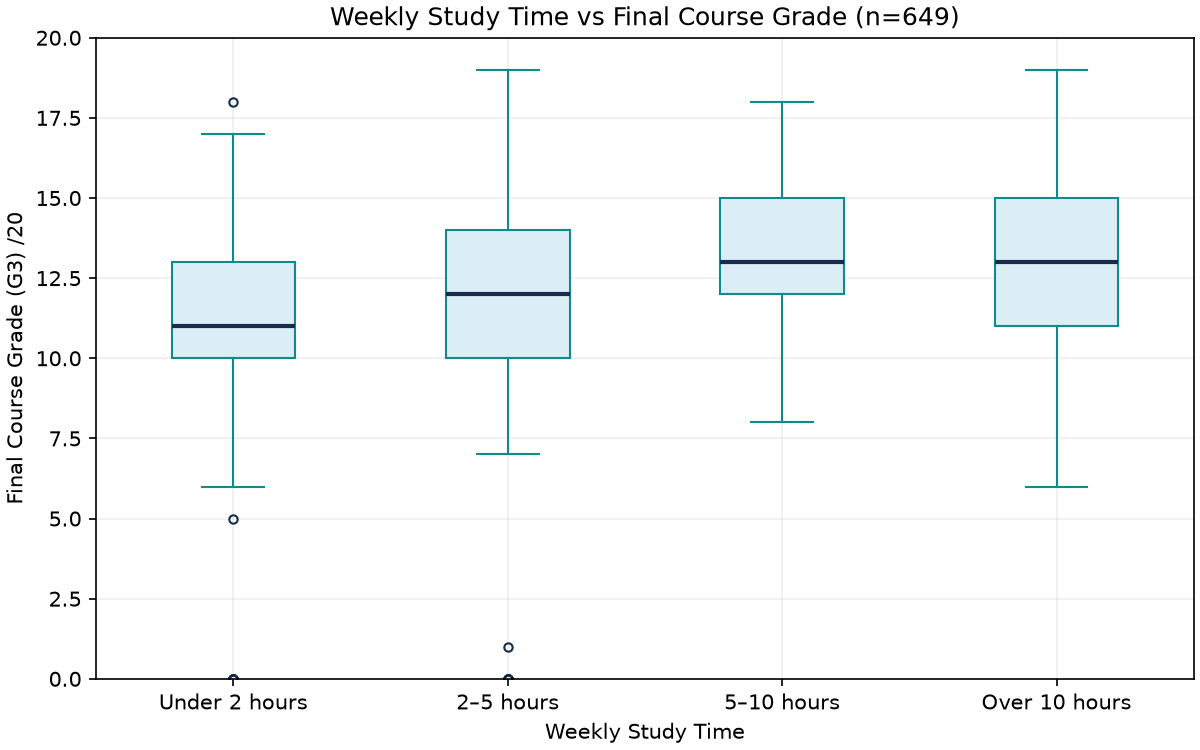 Weekly Study Time vs Final Course Grade (n=649)
Final Course Grade (G3) /20
20.0
17.5
15.0
12.5
10.0
7.5
5.0
2.5
0.0
Under 2 hours
2–5 hours
5–10 hours
Over 10 hours
Weekly Study Time